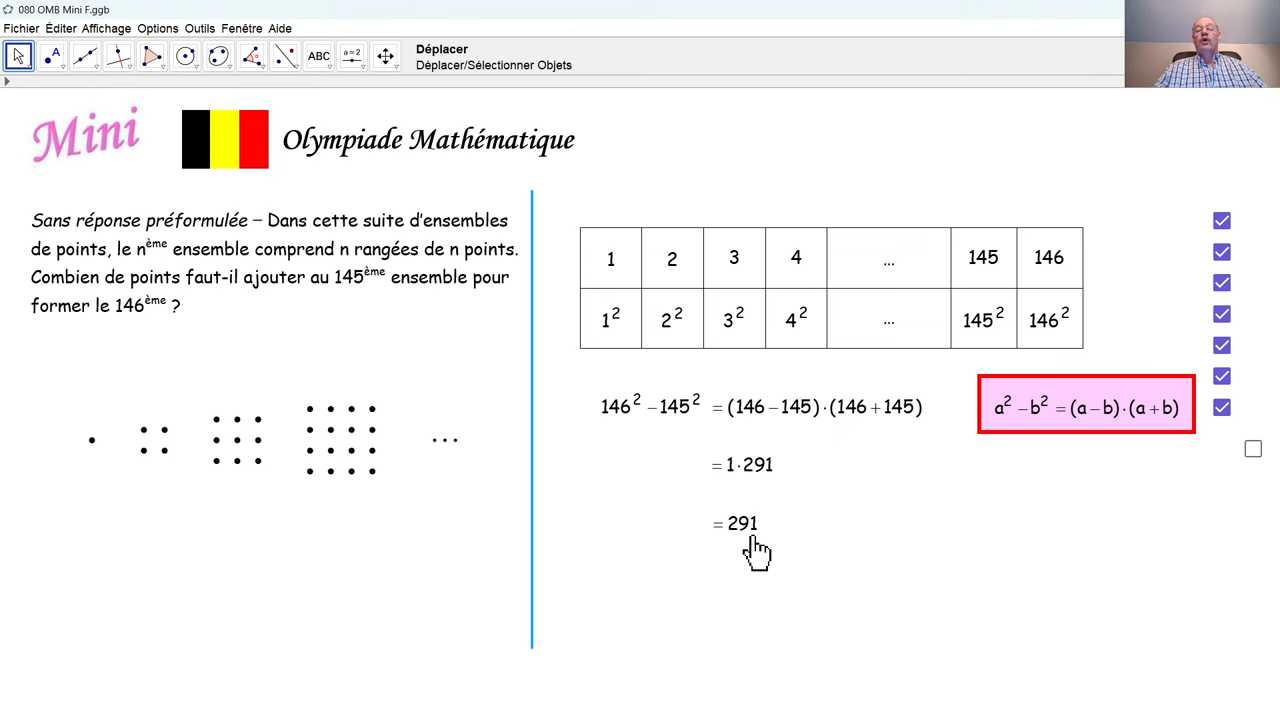 080 OMB Mini F.ggb
Fichier Éditer Affichage Options Outils Fenêtre Aide
A ABC a=2
Déplacer
Déplacer/Sélectionner Objets
Mini
Olympiade Mathématique
Sans réponse préformulée – Dans cette suite d'ensembles
de points, le nème ensemble comprend n rangées de n points.
Combien de points faut-il ajouter au 145ème ensemble pour
former le 146ème ?
...
1 2 3 4 ... 145 146
1² 2² 3² 4² ... 145² 146²
146² – 145² = (146 – 145)·(146 + 145)
a² – b² = (a – b)·(a + b)
= 1·291
= 291